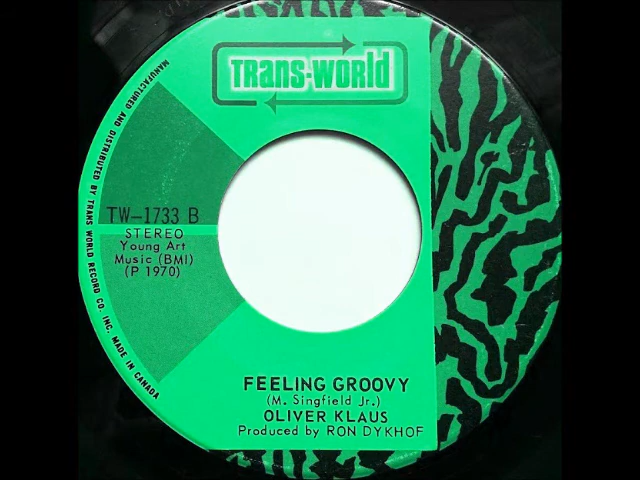 TRANS-WORLD
MANUFACTURED AND DISTRIBUTED BY TRANS WORLD RECORD CO. INC. MADE IN CANADA
TW-1733 B
STEREO
Young Art
Music (BMI)
(P 1970)
FEELING GROOVY
(M. Singfield Jr.)
OLIVER KLAUS
Produced by RON DYKHOF